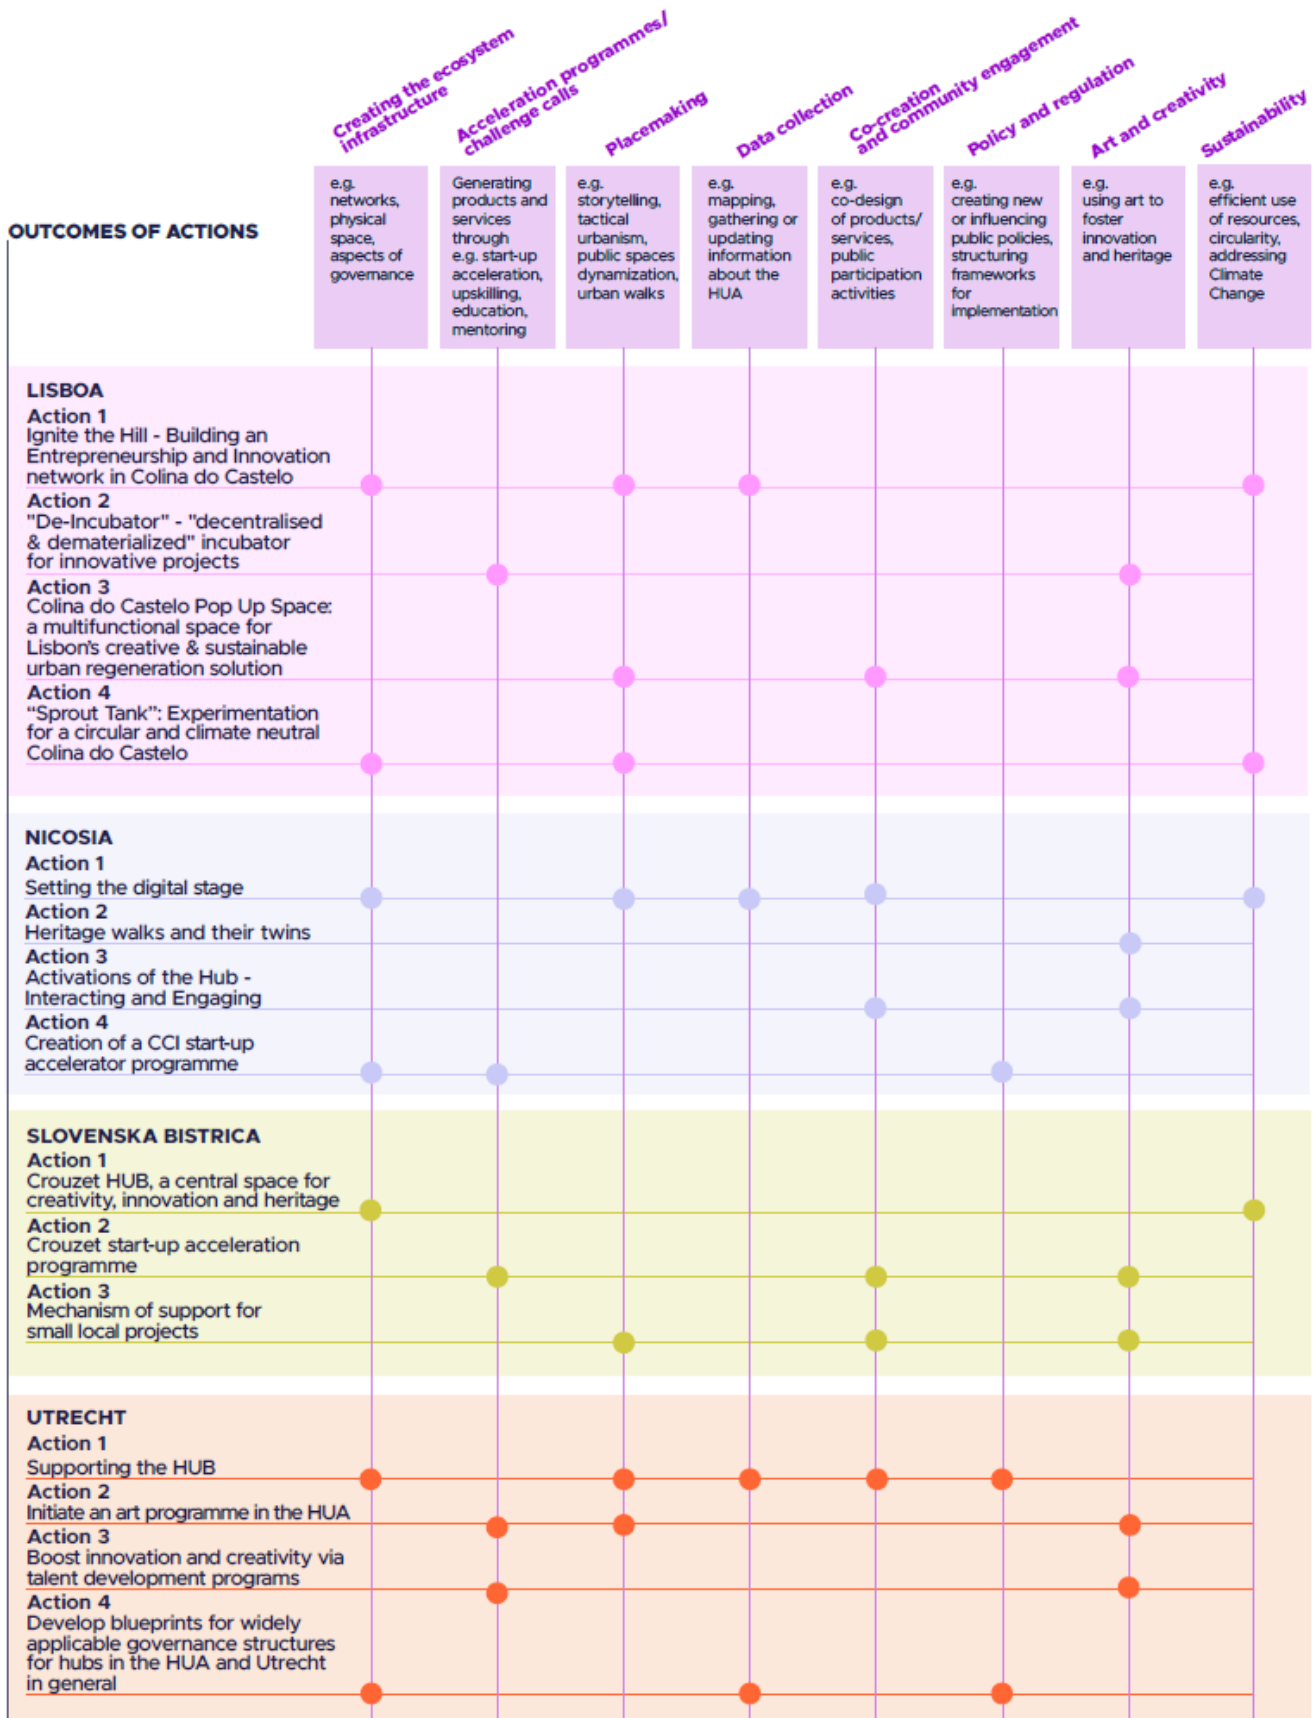 Creating the ecosystem
infrastructure
Acceleration programmes/
challenge calls
Placemaking
Data collection
Co-creation
and community engagement
Policy and regulation
Art and creativity
Sustainability
OUTCOMES OF ACTIONS
e.g.
networks,
physical
space,
aspects of
governance
Generating
products and
services
through
e.g. start-up
acceleration,
upskilling,
education,
mentoring
e.g.
storytelling,
tactical
urbanism,
public spaces
dynamization,
urban walks
e.g.
mapping,
gathering or
updating
information
about the
HUA
e.g.
co-design
of products/
services,
public
participation
activities
e.g.
creating new
or influencing
public policies,
structuring
frameworks
for
implementation
e.g.
using art to
foster
innovation
and heritage
e.g.
efficient use
of resources,
circularity,
addressing
Climate
Change
LISBOA
Action 1
Ignite the Hill - Building an
Entrepreneurship and Innovation
network in Colina do Castelo
Action 2
"De-Incubator" - "decentralised
& dematerialized" incubator
for innovative projects
Action 3
Colina do Castelo Pop Up Space:
a multifunctional space for
Lisbon's creative & sustainable
urban regeneration solution
Action 4
“Sprout Tank”: Experimentation
for a circular and climate neutral
Colina do Castelo
NICOSIA
Action 1
Setting the digital stage
Action 2
Heritage walks and their twins
Action 3
Activations of the Hub -
Interacting and Engaging
Action 4
Creation of a CCI start-up
accelerator programme
SLOVENSKA BISTRICA
Action 1
Crouzet HUB, a central space for
creativity, innovation and heritage
Action 2
Crouzet start-up acceleration
programme
Action 3
Mechanism of support for
small local projects
UTRECHT
Action 1
Supporting the HUB
Action 2
Initiate an art programme in the HUA
Action 3
Boost innovation and creativity via
talent development programs
Action 4
Develop blueprints for widely
applicable governance structures
for hubs in the HUA and Utrecht
in general